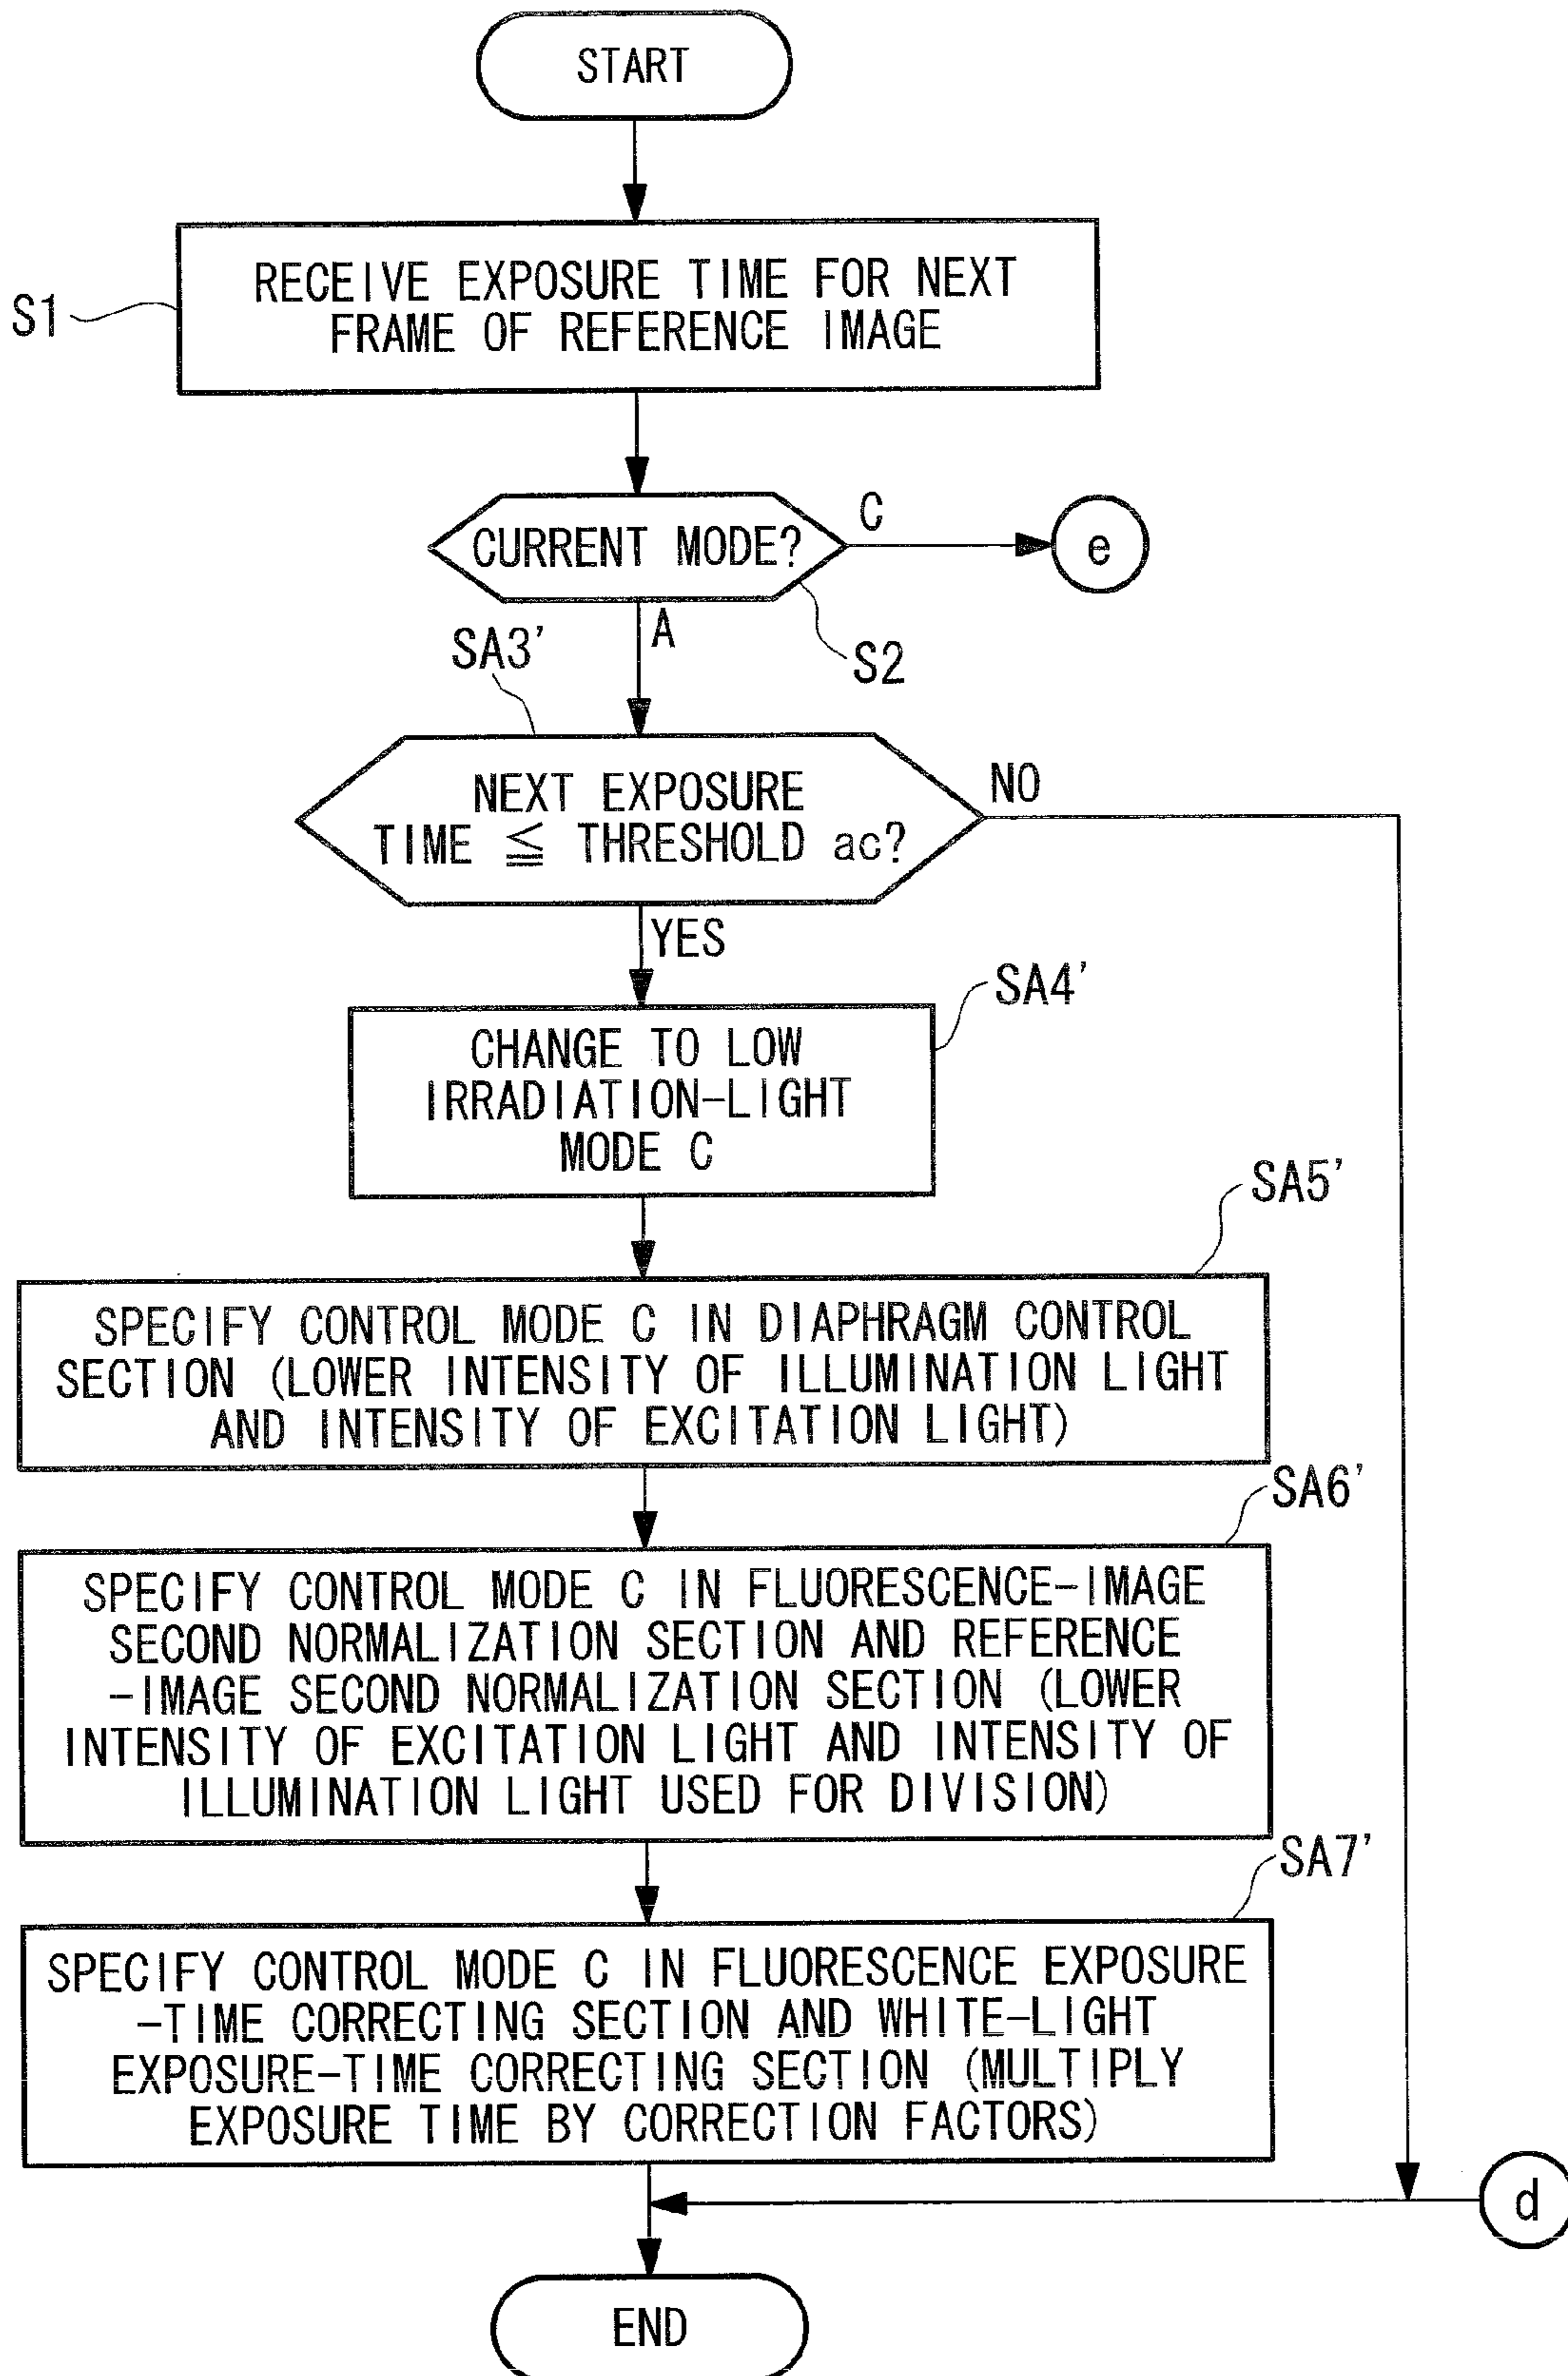 START
S1
RECEIVE EXPOSURE TIME FOR NEXT
FRAME OF REFERENCE IMAGE
CURRENT MODE?
C
e
S2
A
SA3'
NEXT EXPOSURE
TIME ≦ THRESHOLD ac?
NO
YES
SA4'
CHANGE TO LOW
IRRADIATION-LIGHT
MODE C
SA5'
SPECIFY CONTROL MODE C IN DIAPHRAGM CONTROL
SECTION (LOWER INTENSITY OF ILLUMINATION LIGHT
AND INTENSITY OF EXCITATION LIGHT)
SA6'
SPECIFY CONTROL MODE C IN FLUORESCENCE-IMAGE
SECOND NORMALIZATION SECTION AND REFERENCE
-IMAGE SECOND NORMALIZATION SECTION (LOWER
INTENSITY OF EXCITATION LIGHT AND INTENSITY OF
ILLUMINATION LIGHT USED FOR DIVISION)
SA7'
SPECIFY CONTROL MODE C IN FLUORESCENCE EXPOSURE
-TIME CORRECTING SECTION AND WHITE-LIGHT
EXPOSURE-TIME CORRECTING SECTION (MULTIPLY
EXPOSURE TIME BY CORRECTION FACTORS)
d
END